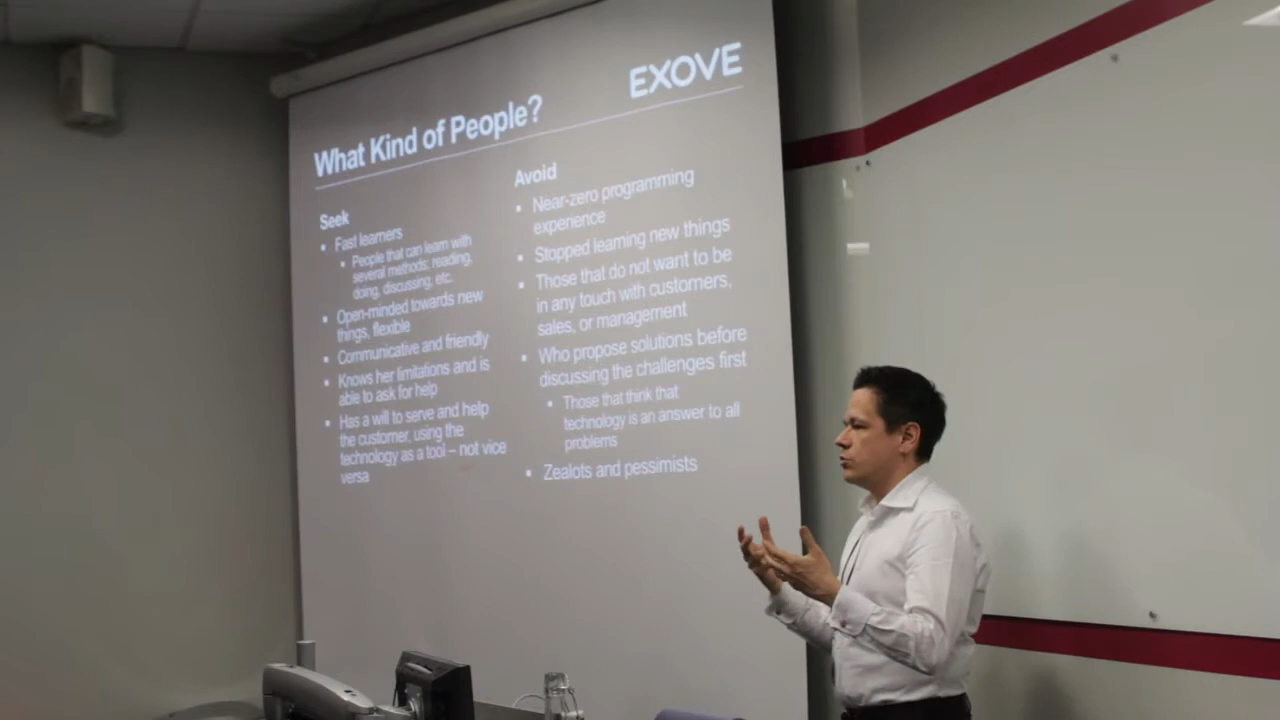 EXOVE
What Kind of People?
Seek
▪ Fast learners
▪ People that can learn with
several methods: reading,
doing, discussing, etc.
▪ Open-minded towards new
things, flexible
▪ Communicative and friendly
▪ Knows her limitations and is
able to ask for help
▪ Has a will to serve and help
the customer, using the
technology as a tool – not vice
versa
Avoid
▪ Near-zero programming
experience
▪ Stopped learning new things
▪ Those that do not want to be
in any touch with customers,
sales, or management
▪ Who propose solutions before
discussing the challenges first
▪ Those that think that
technology is an answer to all
problems
▪ Zealots and pessimists